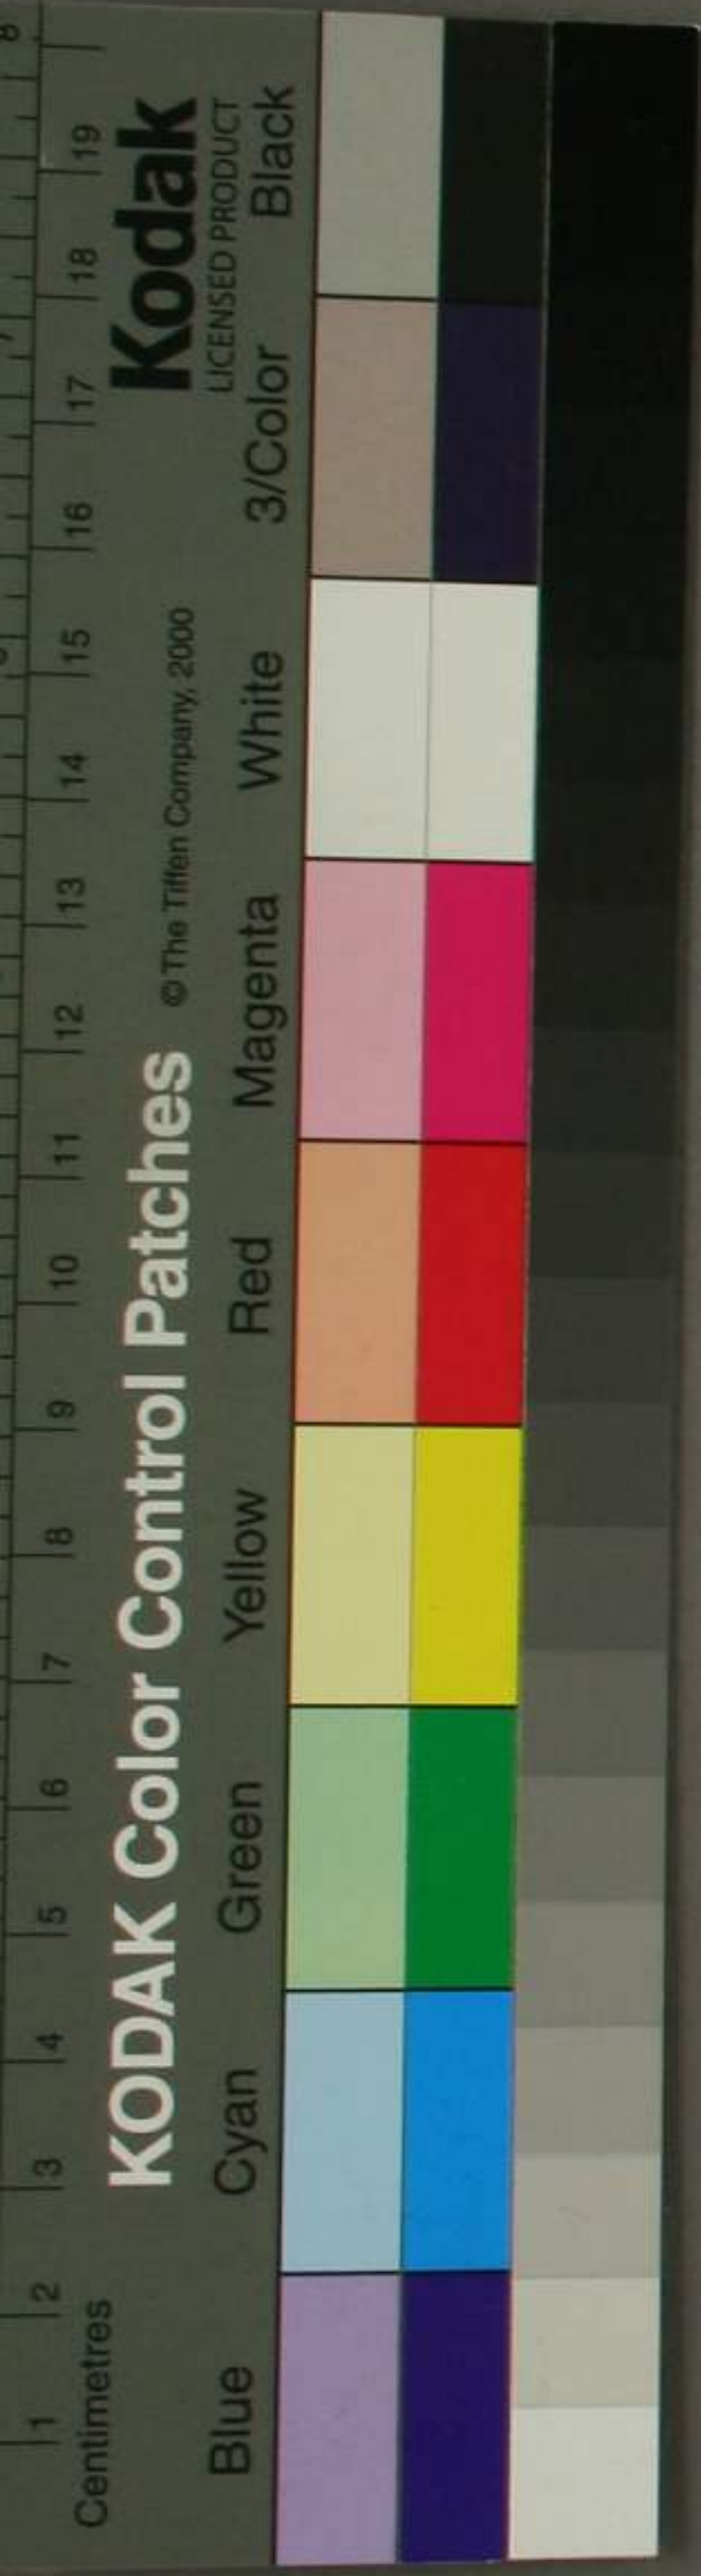 8
1 2 3 4 5 6 7 8 9 10 11 12 13 14 15 16 17 18 19
Centimetres
KODAK Color Control Patches © The Tiffen Company, 2000 Kodak
LICENSED PRODUCT
Blue Cyan Green Yellow Red Magenta White 3/Color Black